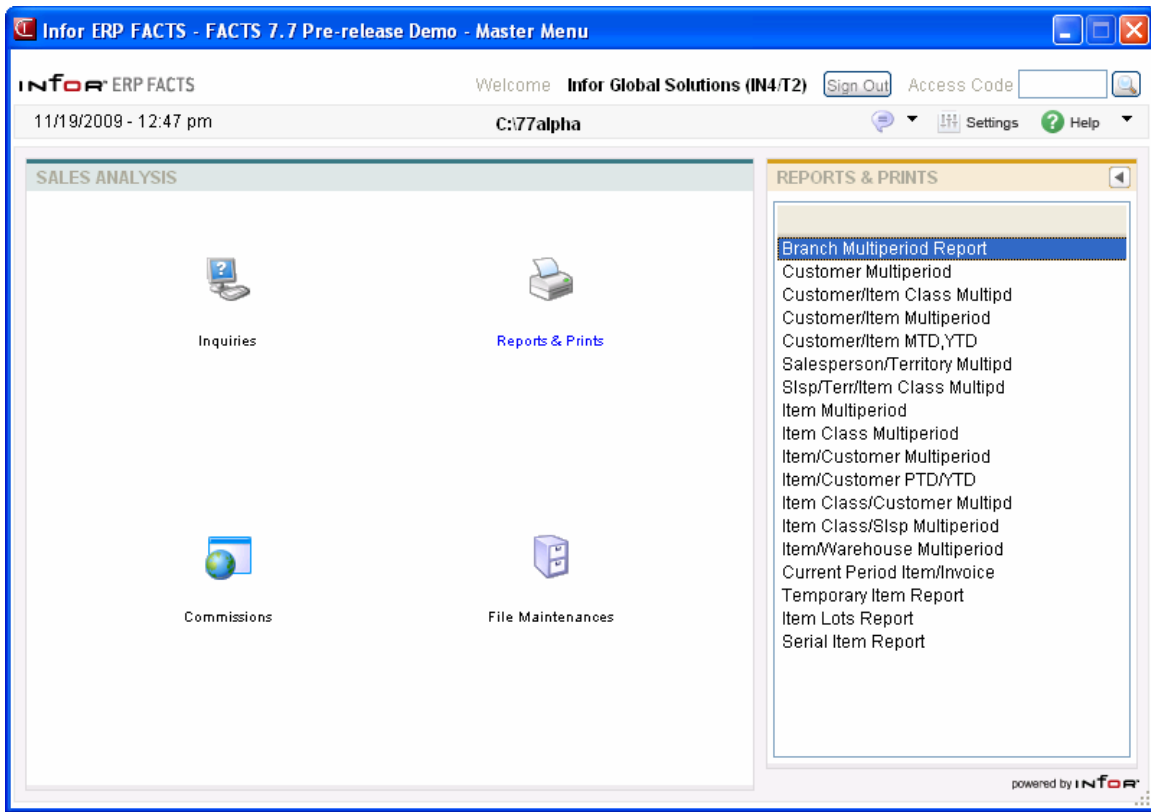 Infor ERP FACTS - FACTS 7.7 Pre-release Demo - Master Menu
INfOR ERP FACTS Welcome Infor Global Solutions (IN4/T2) Sign Out Access Code
11/19/2009 - 12:47 pm C:\77alpha Settings Help
SALES ANALYSIS
Inquiries
Reports & Prints
Commissions
File Maintenances
REPORTS & PRINTS
Branch Multiperiod Report
Customer Multiperiod
Customer/Item Class Multipd
Customer/Item Multiperiod
Customer/Item MTD,YTD
Salesperson/Territory Multipd
Slsp/Terr/Item Class Multipd
Item Multiperiod
Item Class Multiperiod
Item/Customer Multiperiod
Item/Customer PTD/YTD
Item Class/Customer Multipd
Item Class/Slsp Multiperiod
Item/Warehouse Multiperiod
Current Period Item/Invoice
Temporary Item Report
Item Lots Report
Serial Item Report
powered by INfOR